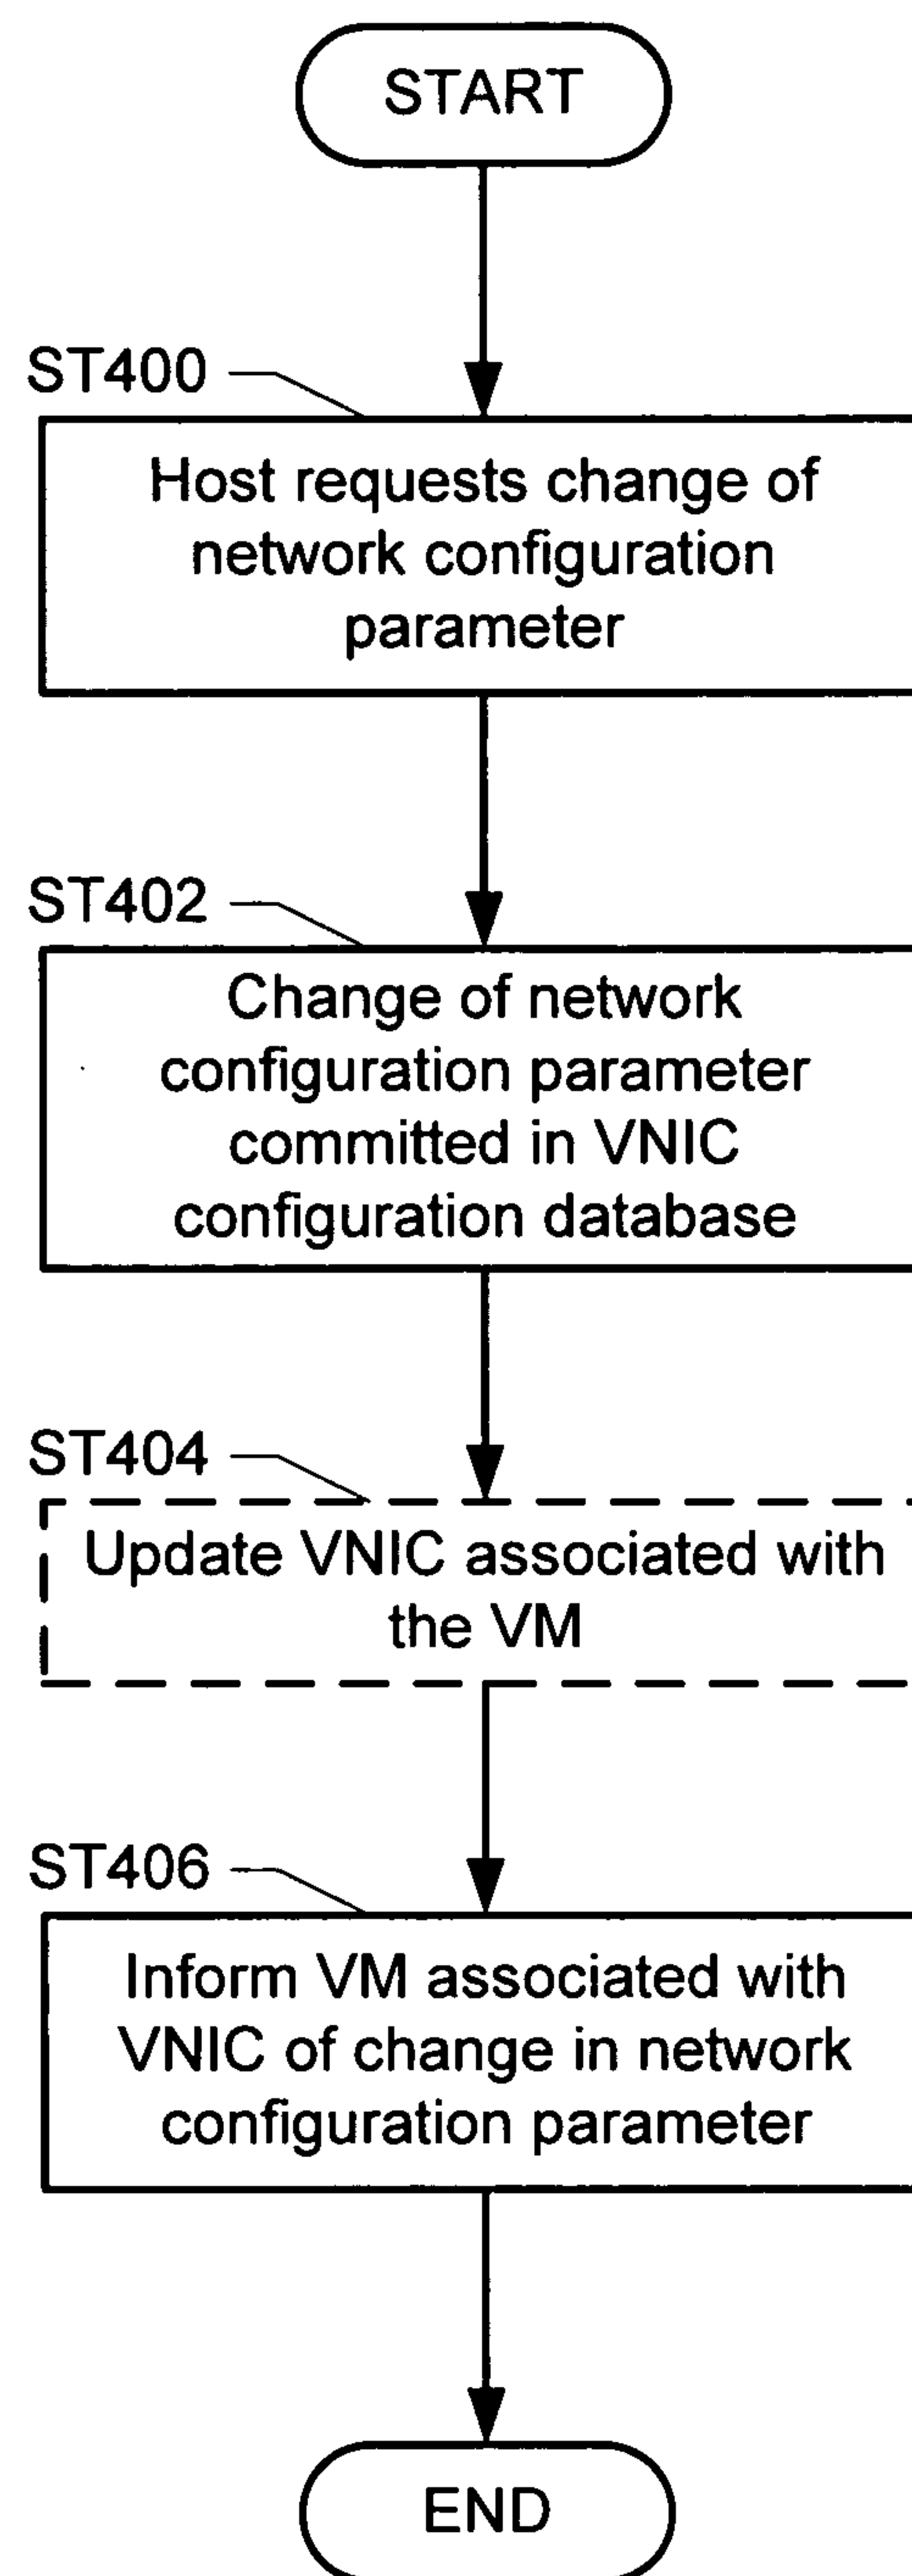 START
ST400
Host requests change of
network configuration
parameter
ST402
Change of network
configuration parameter
committed in VNIC
configuration database
ST404
Update VNIC associated with
the VM
ST406
Inform VM associated with
VNIC of change in network
configuration parameter
END